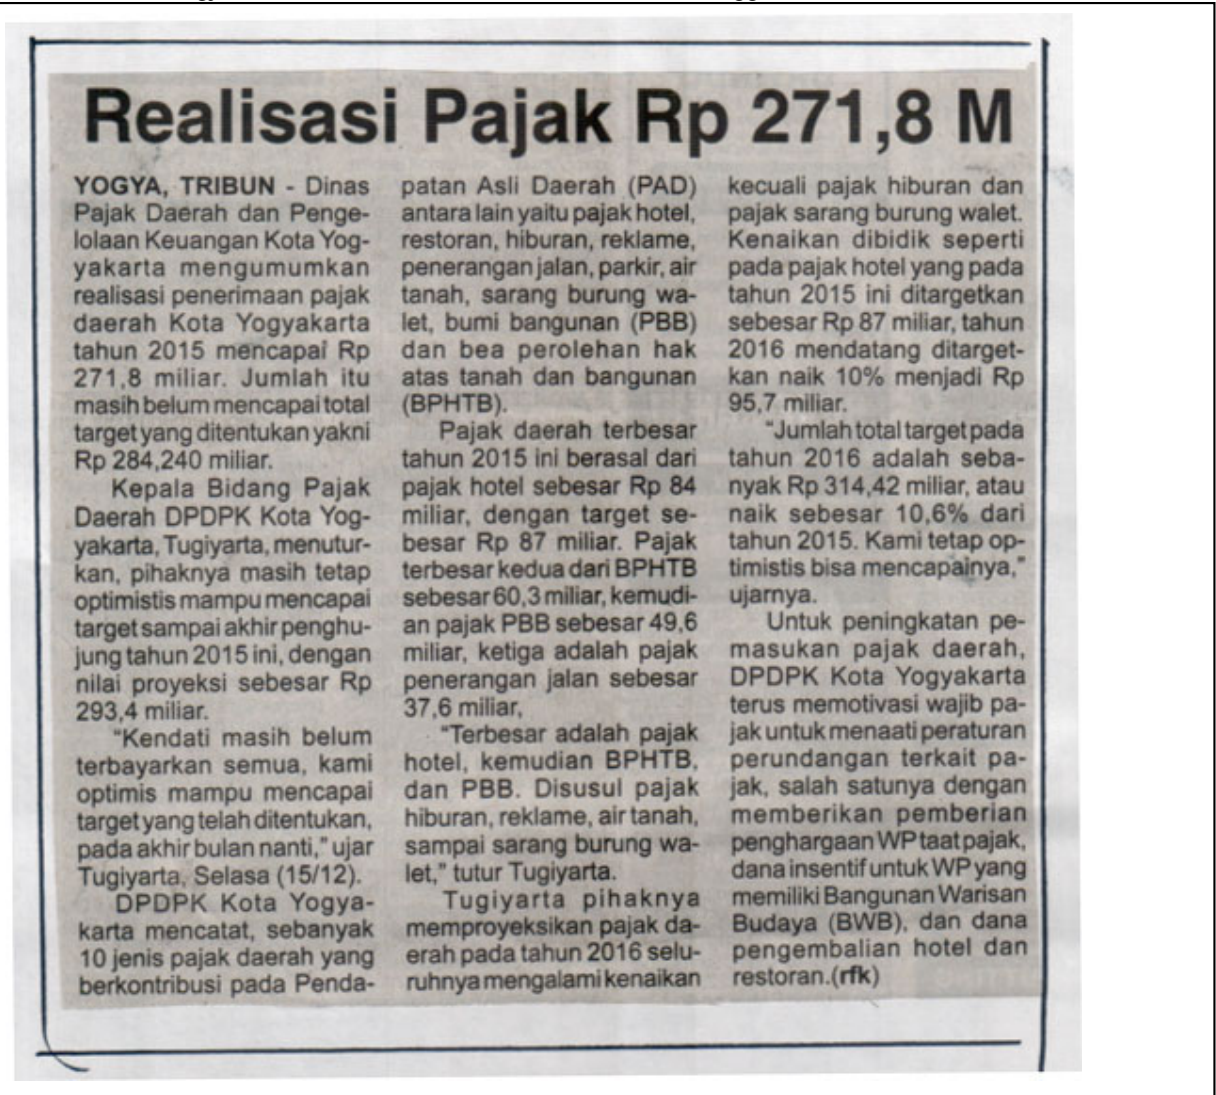 Realisasi Pajak Rp 271,8 M
YOGYA, TRIBUN - Dinas
Pajak Daerah dan Penge-
lolaan Keuangan Kota Yog-
yakarta mengumumkan
realisasi penerimaan pajak
daerah Kota Yogyakarta
tahun 2015 mencapai Rp
271,8 miliar. Jumlah itu
masih belum mencapai total
target yang ditentukan yakni
Rp 284,240 miliar.
Kepala Bidang Pajak
Daerah DPDPK Kota Yog-
yakarta, Tugiyarta, menutur-
kan, pihaknya masih tetap
optimistis mampu mencapai
target sampai akhir penghu-
jung tahun 2015 ini, dengan
nilai proyeksi sebesar Rp
293,4 miliar.
"Kendati masih belum
terbayarkan semua, kami
optimis mampu mencapai
target yang telah ditentukan,
pada akhir bulan nanti," ujar
Tugiyarta, Selasa (15/12).
DPDPK Kota Yogya-
karta mencatat, sebanyak
10 jenis pajak daerah yang
berkontribusi pada Penda-
patan Asli Daerah (PAD)
antara lain yaitu pajak hotel,
restoran, hiburan, reklame,
penerangan jalan, parkir, air
tanah, sarang burung wa-
let, bumi bangunan (PBB)
dan bea perolehan hak
atas tanah dan bangunan
(BPHTB).
Pajak daerah terbesar
tahun 2015 ini berasal dari
pajak hotel sebesar Rp 84
miliar, dengan target se-
besar Rp 87 miliar. Pajak
terbesar kedua dari BPHTB
sebesar 60,3 miliar, kemudi-
an pajak PBB sebesar 49,6
miliar, ketiga adalah pajak
penerangan jalan sebesar
37,6 miliar,
"Terbesar adalah pajak
hotel, kemudian BPHTB,
dan PBB. Disusul pajak
hiburan, reklame, air tanah,
sampai sarang burung wa-
let," tutur Tugiyarta.
Tugiyarta pihaknya
memproyeksikan pajak da-
erah pada tahun 2016 selu-
ruhnya mengalami kenaikan
kecuali pajak hiburan dan
pajak sarang burung walet.
Kenaikan dibidik seperti
pada pajak hotel yang pada
tahun 2015 ini ditargetkan
sebesar Rp 87 miliar, tahun
2016 mendatang ditarget-
kan naik 10% menjadi Rp
95,7 miliar.
"Jumlah total target pada
tahun 2016 adalah seba-
nyak Rp 314,42 miliar, atau
naik sebesar 10,6% dari
tahun 2015. Kami tetap op-
timistis bisa mencapainya,"
ujarnya.
Untuk peningkatan pe-
masukan pajak daerah,
DPDPK Kota Yogyakarta
terus memotivasi wajib pa-
jak untuk menaati peraturan
perundangan terkait pa-
jak, salah satunya dengan
memberikan pemberian
penghargaan WP taat pajak,
dana insentif untuk WP yang
memiliki Bangunan Warisan
Budaya (BWB), dan dana
pengembalian hotel dan
restoran.(rfk)